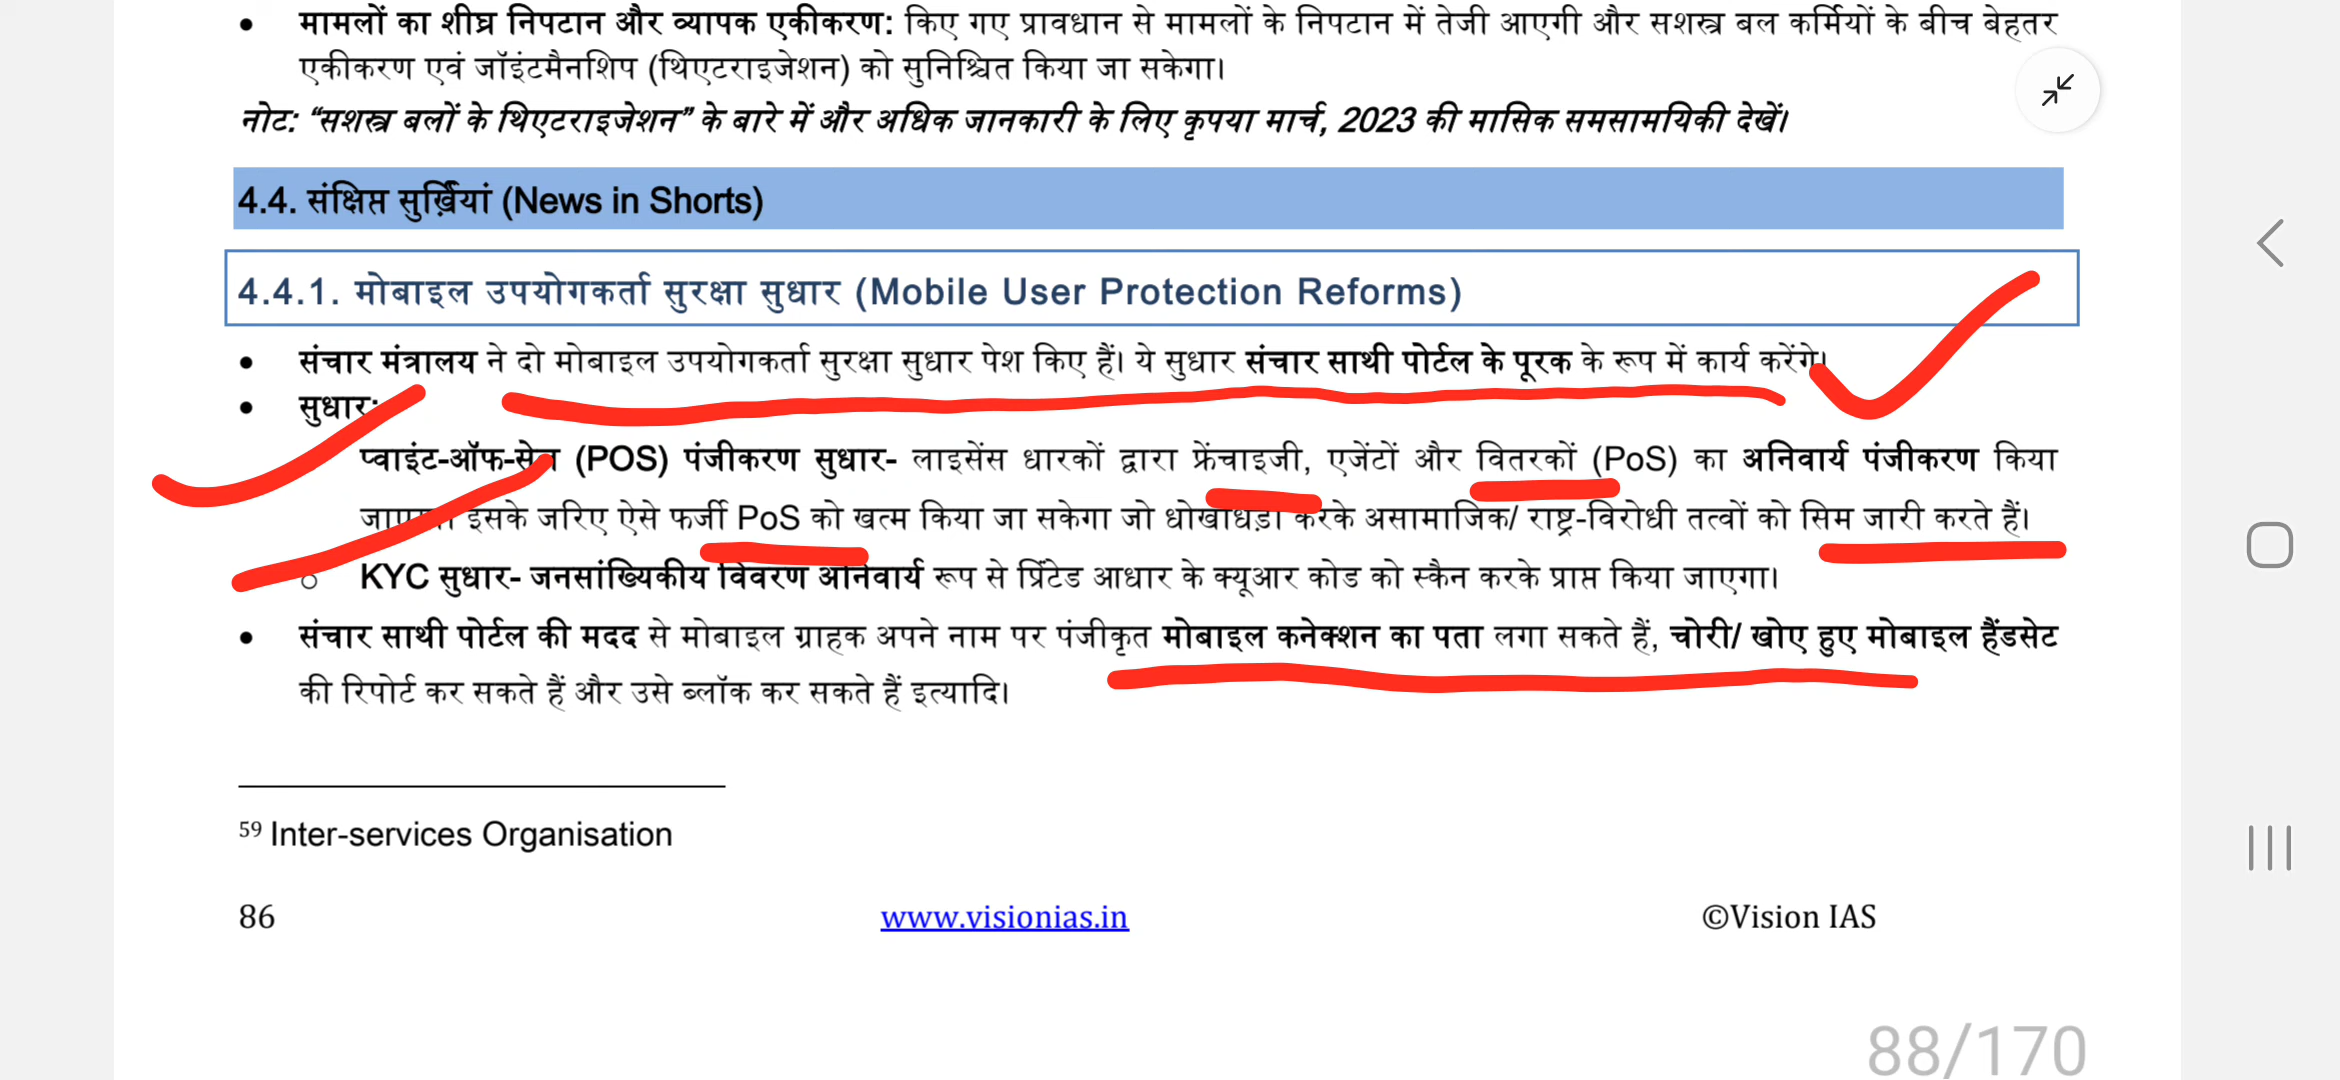 • मामलों का शीघ्र निपटान और व्यापक एकीकरण: किए गए प्रावधान से मामलों के निपटान में तेजी आएगी और सशस्त्र बल कर्मियों के बीच बेहतर
एकीकरण एवं जॉइंटमैनशिप (थिएटराइजेशन) को सुनिश्चित किया जा सकेगा।
नोट: “सशस्त्र बलों के थिएटराइजेशन” के बारे में और अधिक जानकारी के लिए कृपया मार्च, 2023 की मासिक समसामयिकी देखें।
4.4. संक्षिप्त सुर्ख़ियां (News in Shorts)
4.4.1. मोबाइल उपयोगकर्ता सुरक्षा सुधार (Mobile User Protection Reforms)
• संचार मंत्रालय ने दो मोबाइल उपयोगकर्ता सुरक्षा सुधार पेश किए हैं। ये सुधार संचार साथी पोर्टल के पूरक के रूप में कार्य करेंगे।
• सुधार:
प्वाइंट-ऑफ-सेल (POS) पंजीकरण सुधार- लाइसेंस धारकों द्वारा फ्रेंचाइजी, एजेंटों और वितरकों (PoS) का अनिवार्य पंजीकरण किया
इसके जरिए ऐसे फर्जी PoS को खत्म किया जा सकेगा जो धोखाधड़ी करके असामाजिक/ राष्ट्र-विरोधी तत्वों को सिम जारी करते हैं।
○ KYC सुधार- जनसांख्यिकीय विवरण अनिवार्य रूप से प्रिंटेड आधार के क्यूआर कोड को स्कैन करके प्राप्त किया जाएगा।
• संचार साथी पोर्टल की मदद से मोबाइल ग्राहक अपने नाम पर पंजीकृत मोबाइल कनेक्शन का पता लगा सकते हैं, चोरी/ खोए हुए मोबाइल हैंडसेट
की रिपोर्ट कर सकते हैं और उसे ब्लॉक कर सकते हैं इत्यादि।
59 Inter-services Organisation
86 www.visionias.in ©Vision IAS
88/170